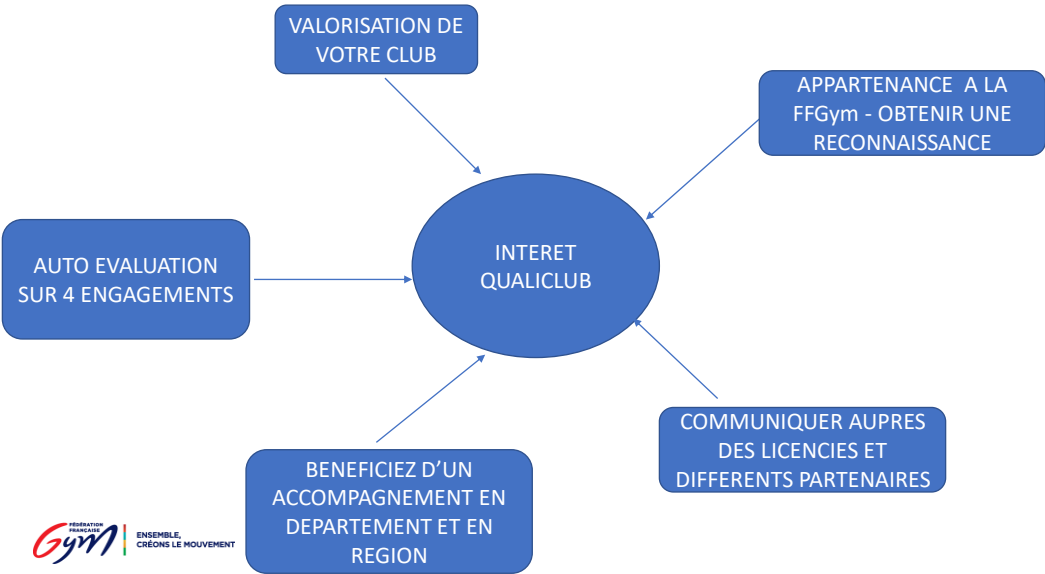 VALORISATION DE
VOTRE CLUB
APPARTENANCE A LA
FFGym - OBTENIR UNE
RECONNAISSANCE
INTERET
QUALICLUB
AUTO EVALUATION
SUR 4 ENGAGEMENTS
COMMUNIQUER AUPRES
DES LICENCIES ET
DIFFERENTS PARTENAIRES
BENEFICIEZ D’UN
ACCOMPAGNEMENT EN
DEPARTEMENT ET EN
REGION
FÉDÉRATION
FRANÇAISE
Gym
ENSEMBLE,
CRÉONS LE MOUVEMENT